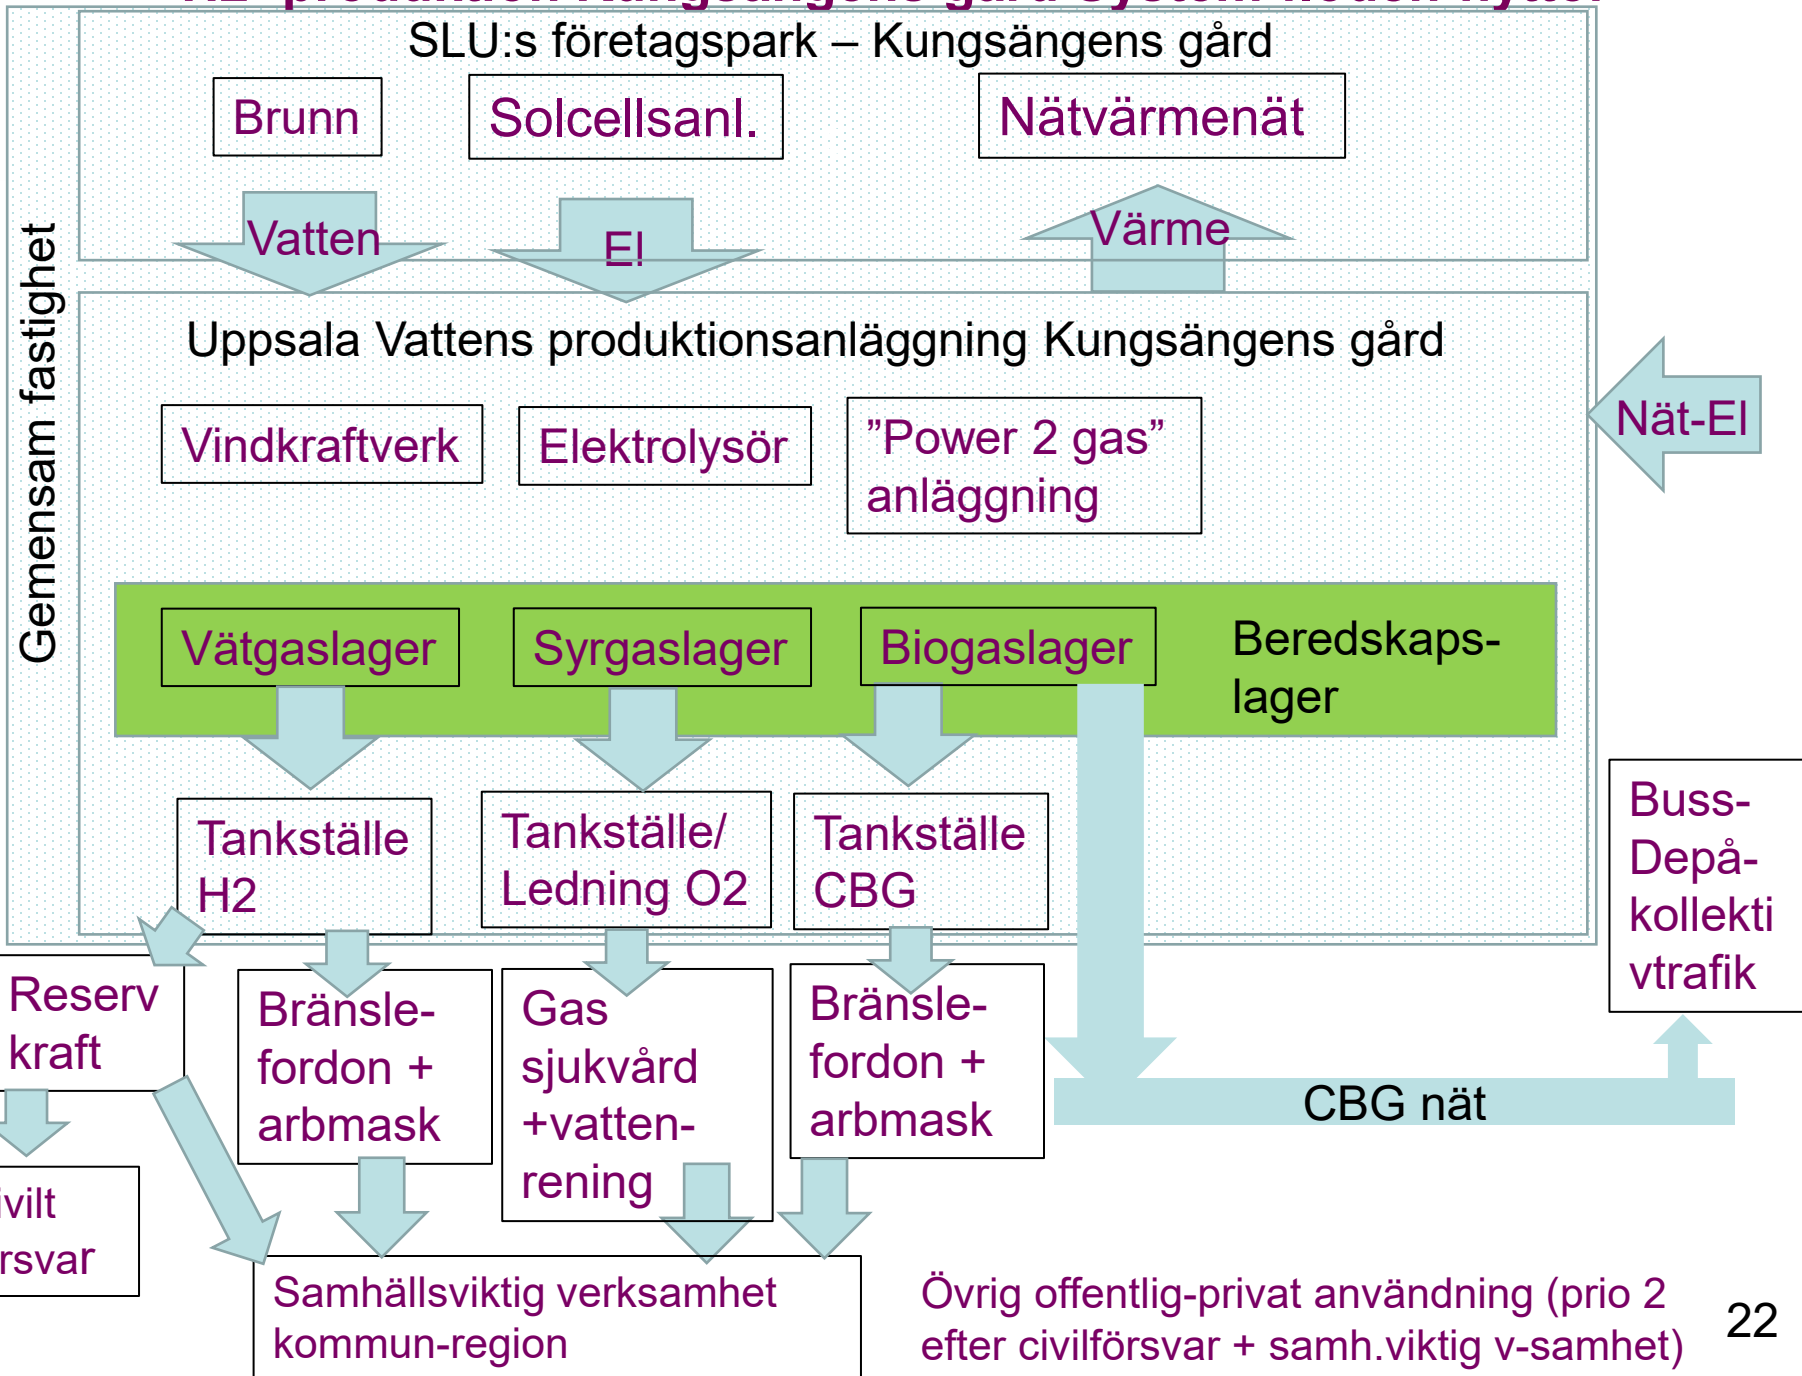 SLU:s företagspark – Kungsängens gård
Brunn
Solcellsanl.
Nätvärmenät
Vatten
El
Värme
Gemensam fastighet
Uppsala Vattens produktionsanläggning Kungsängens gård
Nät-El
Vindkraftverk
Elektrolysör
”Power 2 gas”
anläggning
Vätgaslager
Syrgaslager
Biogaslager
Beredskaps-
lager
Tankställe
H2
Tankställe/
Ledning O2
Tankställe
CBG
Buss-
Depå-
kollekti
vtrafik
Reserv
kraft
Bränsle-
fordon +
arbmask
Gas
sjukvård
+vatten-
rening
Bränsle-
fordon +
arbmask
CBG nät
ivilt
rsvar
Samhällsviktig verksamhet
kommun-region
Övrig offentlig-privat användning (prio 2
efter civilförsvar + samh.viktig v-samhet)
22